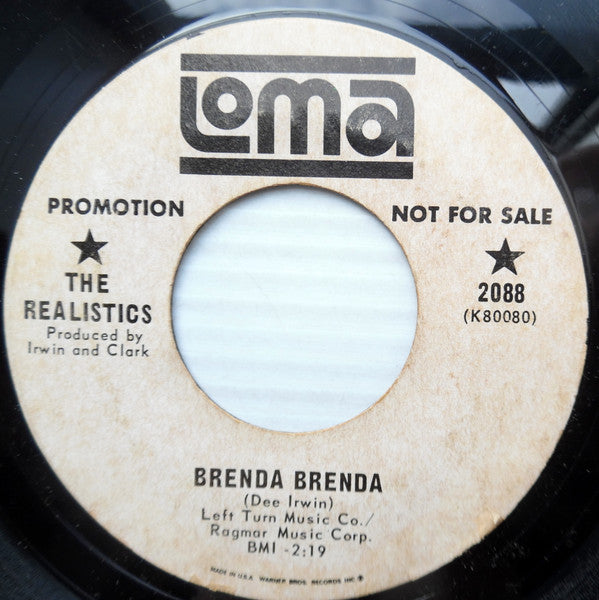 Loma
PROMOTION
NOT FOR SALE
★
THE
REALISTICS
Produced by
Irwin and Clark
★
2088
(K80080)
BRENDA BRENDA
(Dee Irwin)
Left Turn Music Co./
Ragmar Music Corp.
BMI -2:19
MADE IN U.S.A. WARNER BROS. RECORDS INC.